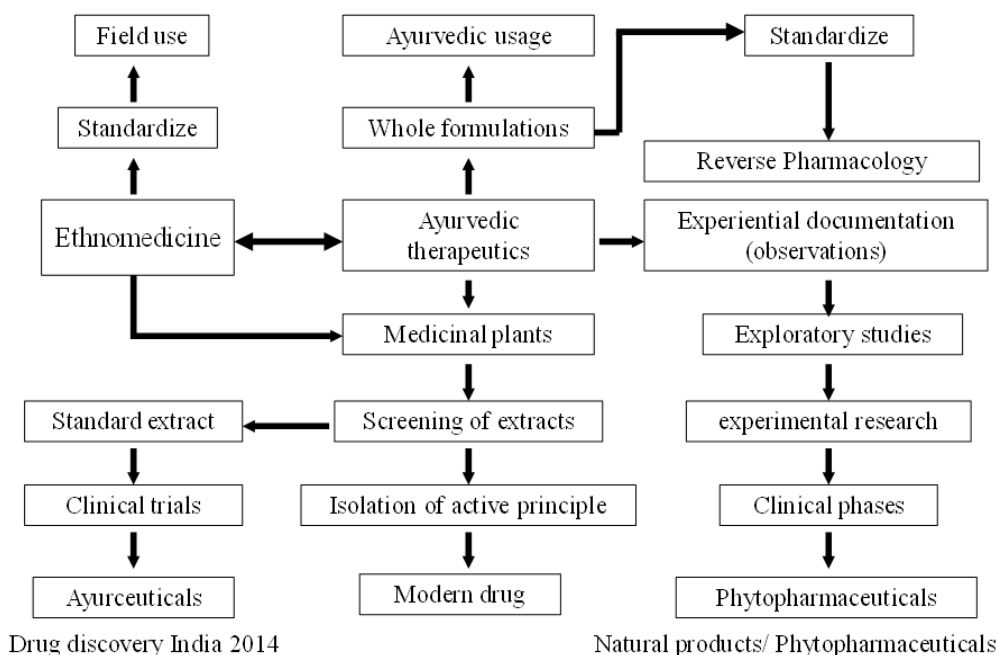 Field use
Ayurvedic usage
Standardize
Standardize
Whole formulations
Reverse Pharmacology
Ethnomedicine
Ayurvedic
therapeutics
Experiential documentation
(observations)
Medicinal plants
Exploratory studies
Standard extract
Screening of extracts
experimental research
Clinical trials
Isolation of active principle
Clinical phases
Ayurceuticals
Modern drug
Phytopharmaceuticals
Drug discovery India 2014
Natural products/ Phytopharmaceuticals